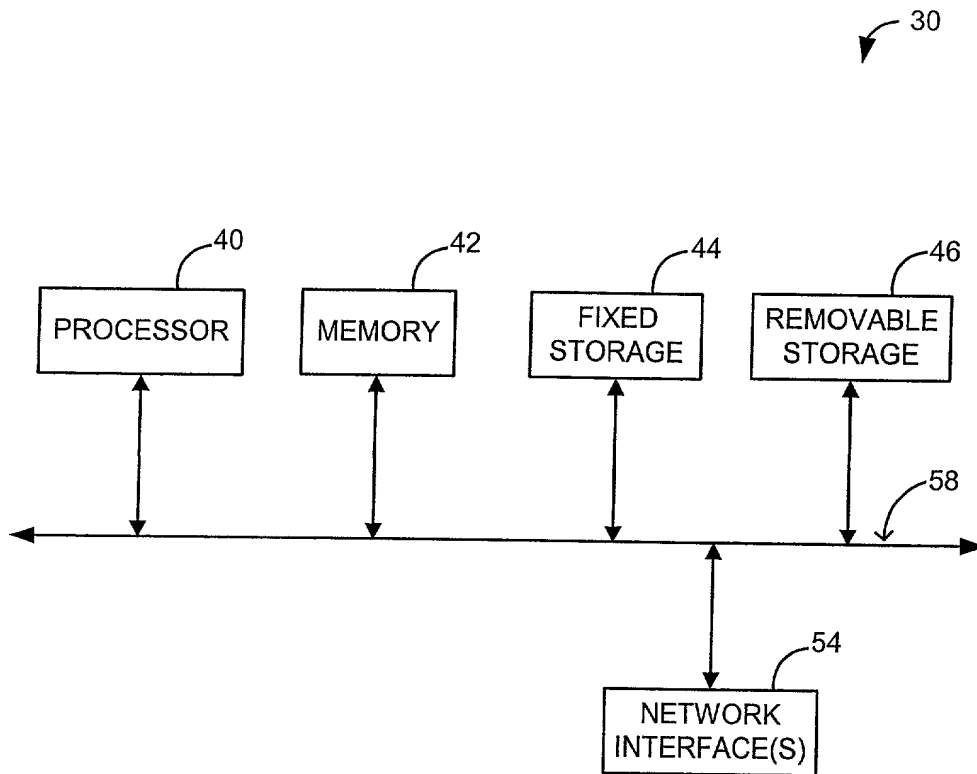 30
40
42
44
46
PROCESSOR
MEMORY
FIXED
STORAGE
REMOVABLE
STORAGE
58
54
NETWORK
INTERFACE(S)